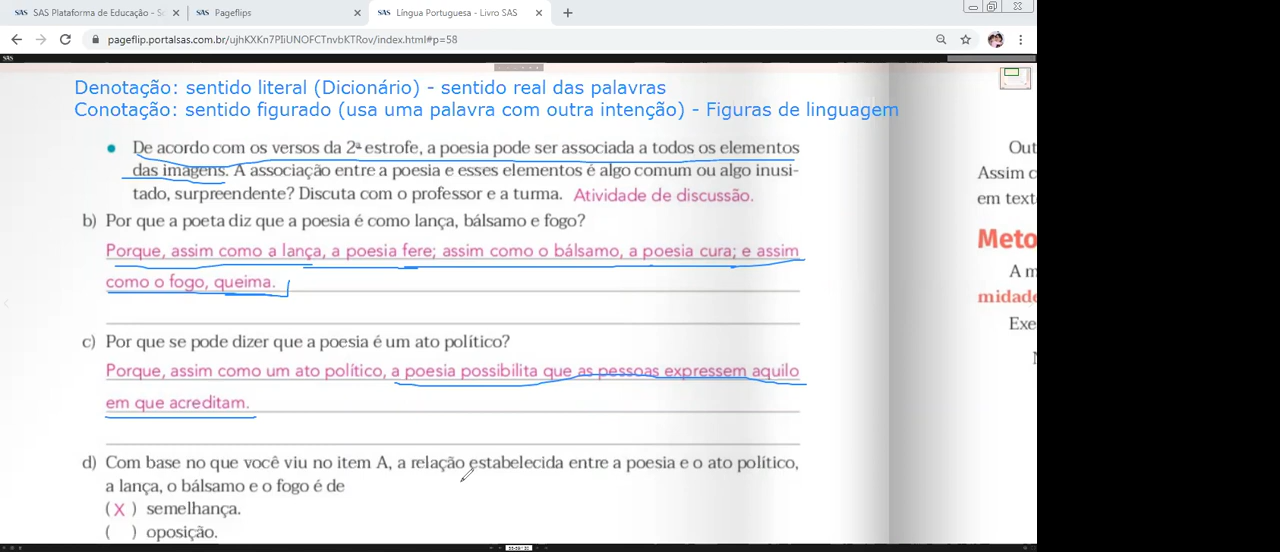 SAS Plataforma de Educação - S
Pageflips
Língua Portuguesa - Livro SAS
pageflip.portalsas.com.br/ujhKXKn7PIiUNOFCTnvbKTRov/index.html#p=58
SAS
Denotação: sentido literal (Dicionário) - sentido real das palavras
Conotação: sentido figurado (usa uma palavra com outra intenção) - Figuras de linguagem
De acordo com os versos da 2ª estrofe, a poesia pode ser associada a todos os elementos
das imagens. A associação entre a poesia e esses elementos é algo comum ou algo inusi-
tado, surpreendente? Discuta com o professor e a turma. Atividade de discussão.
b) Por que a poeta diz que a poesia é como lança, bálsamo e fogo?
Porque, assim como a lança, a poesia fere; assim como o bálsamo, a poesia cura; e assim
como o fogo, queima.
c) Por que se pode dizer que a poesia é um ato político?
Porque, assim como um ato político, a poesia possibilita que as pessoas expressem aquilo
em que acreditam.
d) Com base no que você viu no item A, a relação estabelecida entre a poesia e o ato político,
a lança, o bálsamo e o fogo é de
( X ) semelhança.
( ) oposição.
Out
Assim c
em text
Meto
A m
midade
Exe